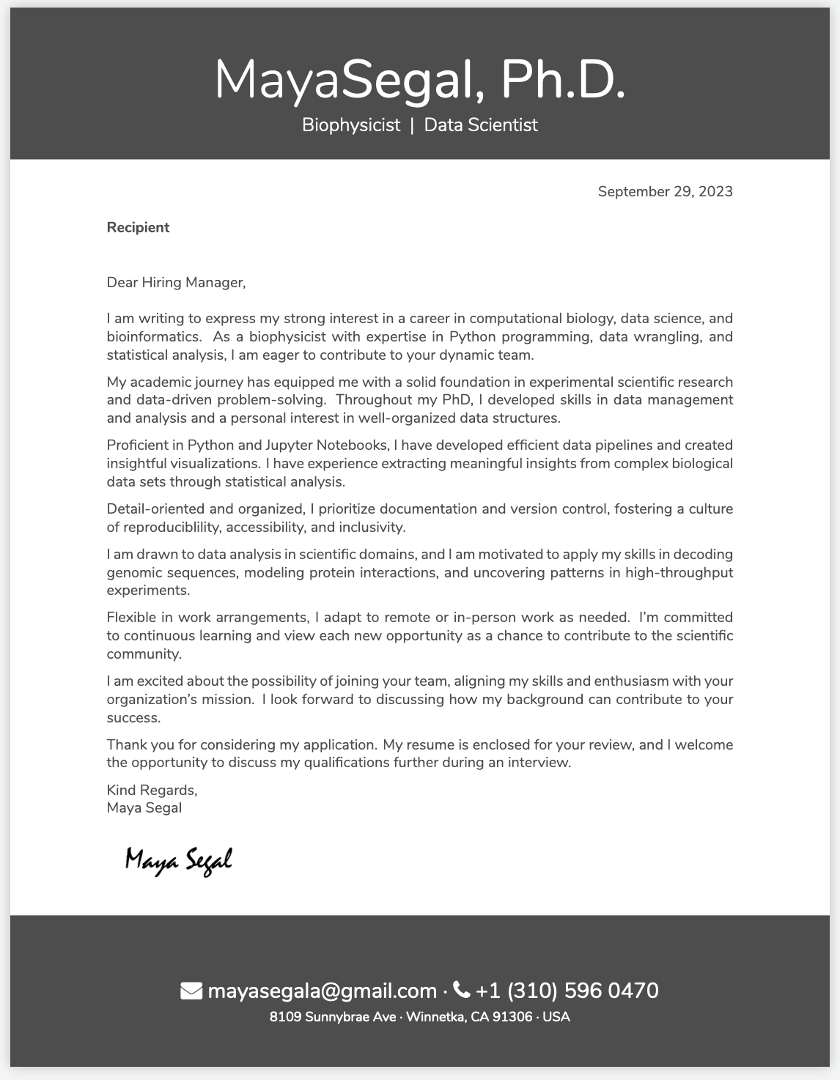 MayaSegal, Ph.D.
Biophysicist | Data Scientist
September 29, 2023
Recipient
Dear Hiring Manager,
I am writing to express my strong interest in a career in computational biology, data science, and
bioinformatics. As a biophysicist with expertise in Python programming, data wrangling, and
statistical analysis, I am eager to contribute to your dynamic team.
My academic journey has equipped me with a solid foundation in experimental scientific research
and data-driven problem-solving. Throughout my PhD, I developed skills in data management
and analysis and a personal interest in well-organized data structures.
Proficient in Python and Jupyter Notebooks, I have developed efficient data pipelines and created
insightful visualizations. I have experience extracting meaningful insights from complex biological
data sets through statistical analysis.
Detail-oriented and organized, I prioritize documentation and version control, fostering a culture
of reproduciblility, accessibility, and inclusivity.
I am drawn to data analysis in scientific domains, and I am motivated to apply my skills in decoding
genomic sequences, modeling protein interactions, and uncovering patterns in high-throughput
experiments.
Flexible in work arrangements, I adapt to remote or in-person work as needed. I'm committed
to continuous learning and view each new opportunity as a chance to contribute to the scientific
community.
I am excited about the possibility of joining your team, aligning my skills and enthusiasm with your
organization's mission. I look forward to discussing how my background can contribute to your
success.
Thank you for considering my application. My resume is enclosed for your review, and I welcome
the opportunity to discuss my qualifications further during an interview.
Kind Regards,
Maya Segal
Maya Segal
mayasegala@gmail.com · +1 (310) 596 0470
8109 Sunnybrae Ave · Winnetka, CA 91306 · USA